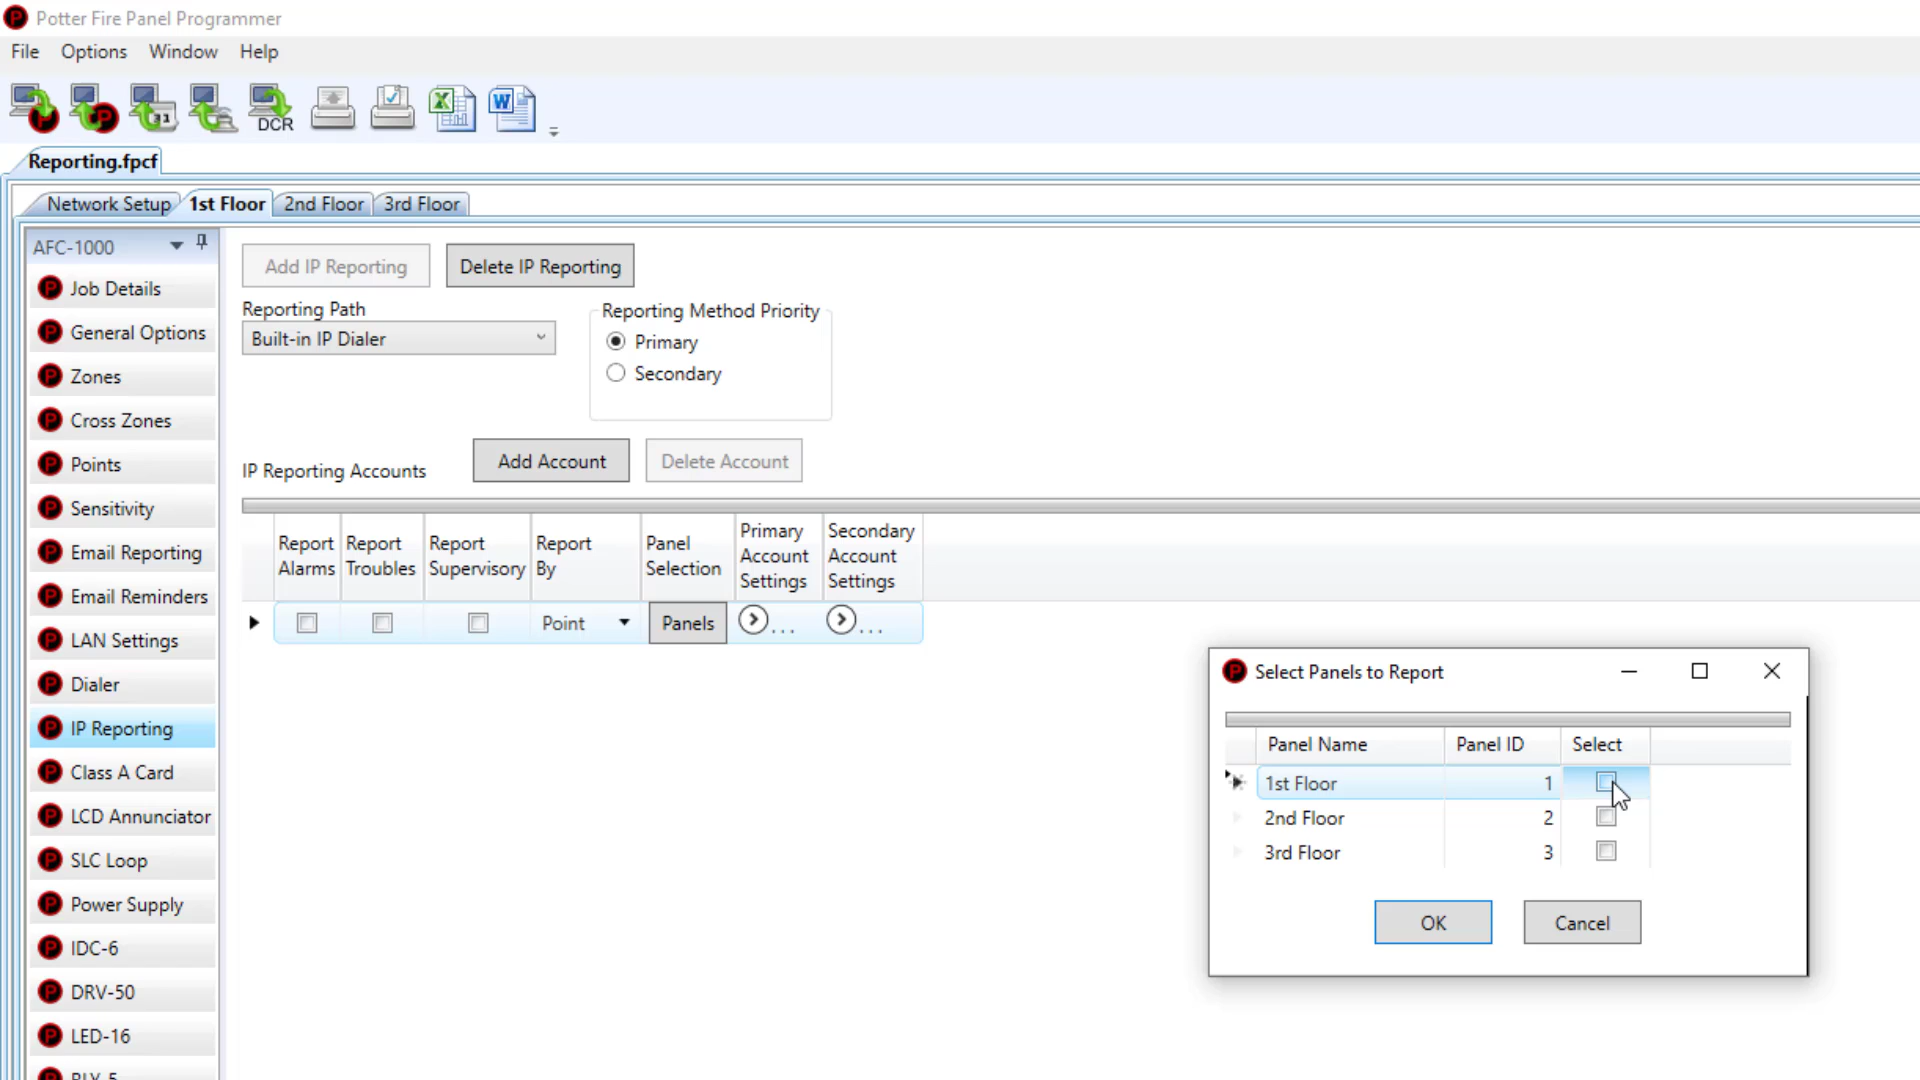 Potter Fire Panel Programmer
File Options Window Help
DCR
Reporting.fpcf
Network Setup 1st Floor 2nd Floor 3rd Floor
AFC-1000
Job Details
General Options
Zones
Cross Zones
Points
Sensitivity
Email Reporting
Email Reminders
LAN Settings
Dialer
IP Reporting
Class A Card
LCD Annunciator
SLC Loop
Power Supply
IDC-6
DRV-50
LED-16
RLY-5
Add IP Reporting Delete IP Reporting
Reporting Path
Built-in IP Dialer
Reporting Method Priority
Primary
Secondary
IP Reporting Accounts Add Account Delete Account
Report Alarms Report Troubles Report Supervisory Report By Panel Selection Primary Account Settings Secondary Account Settings
Point Panels ... ...
Select Panels to Report
Panel Name Panel ID Select
1st Floor 1
2nd Floor 2
3rd Floor 3
OK Cancel